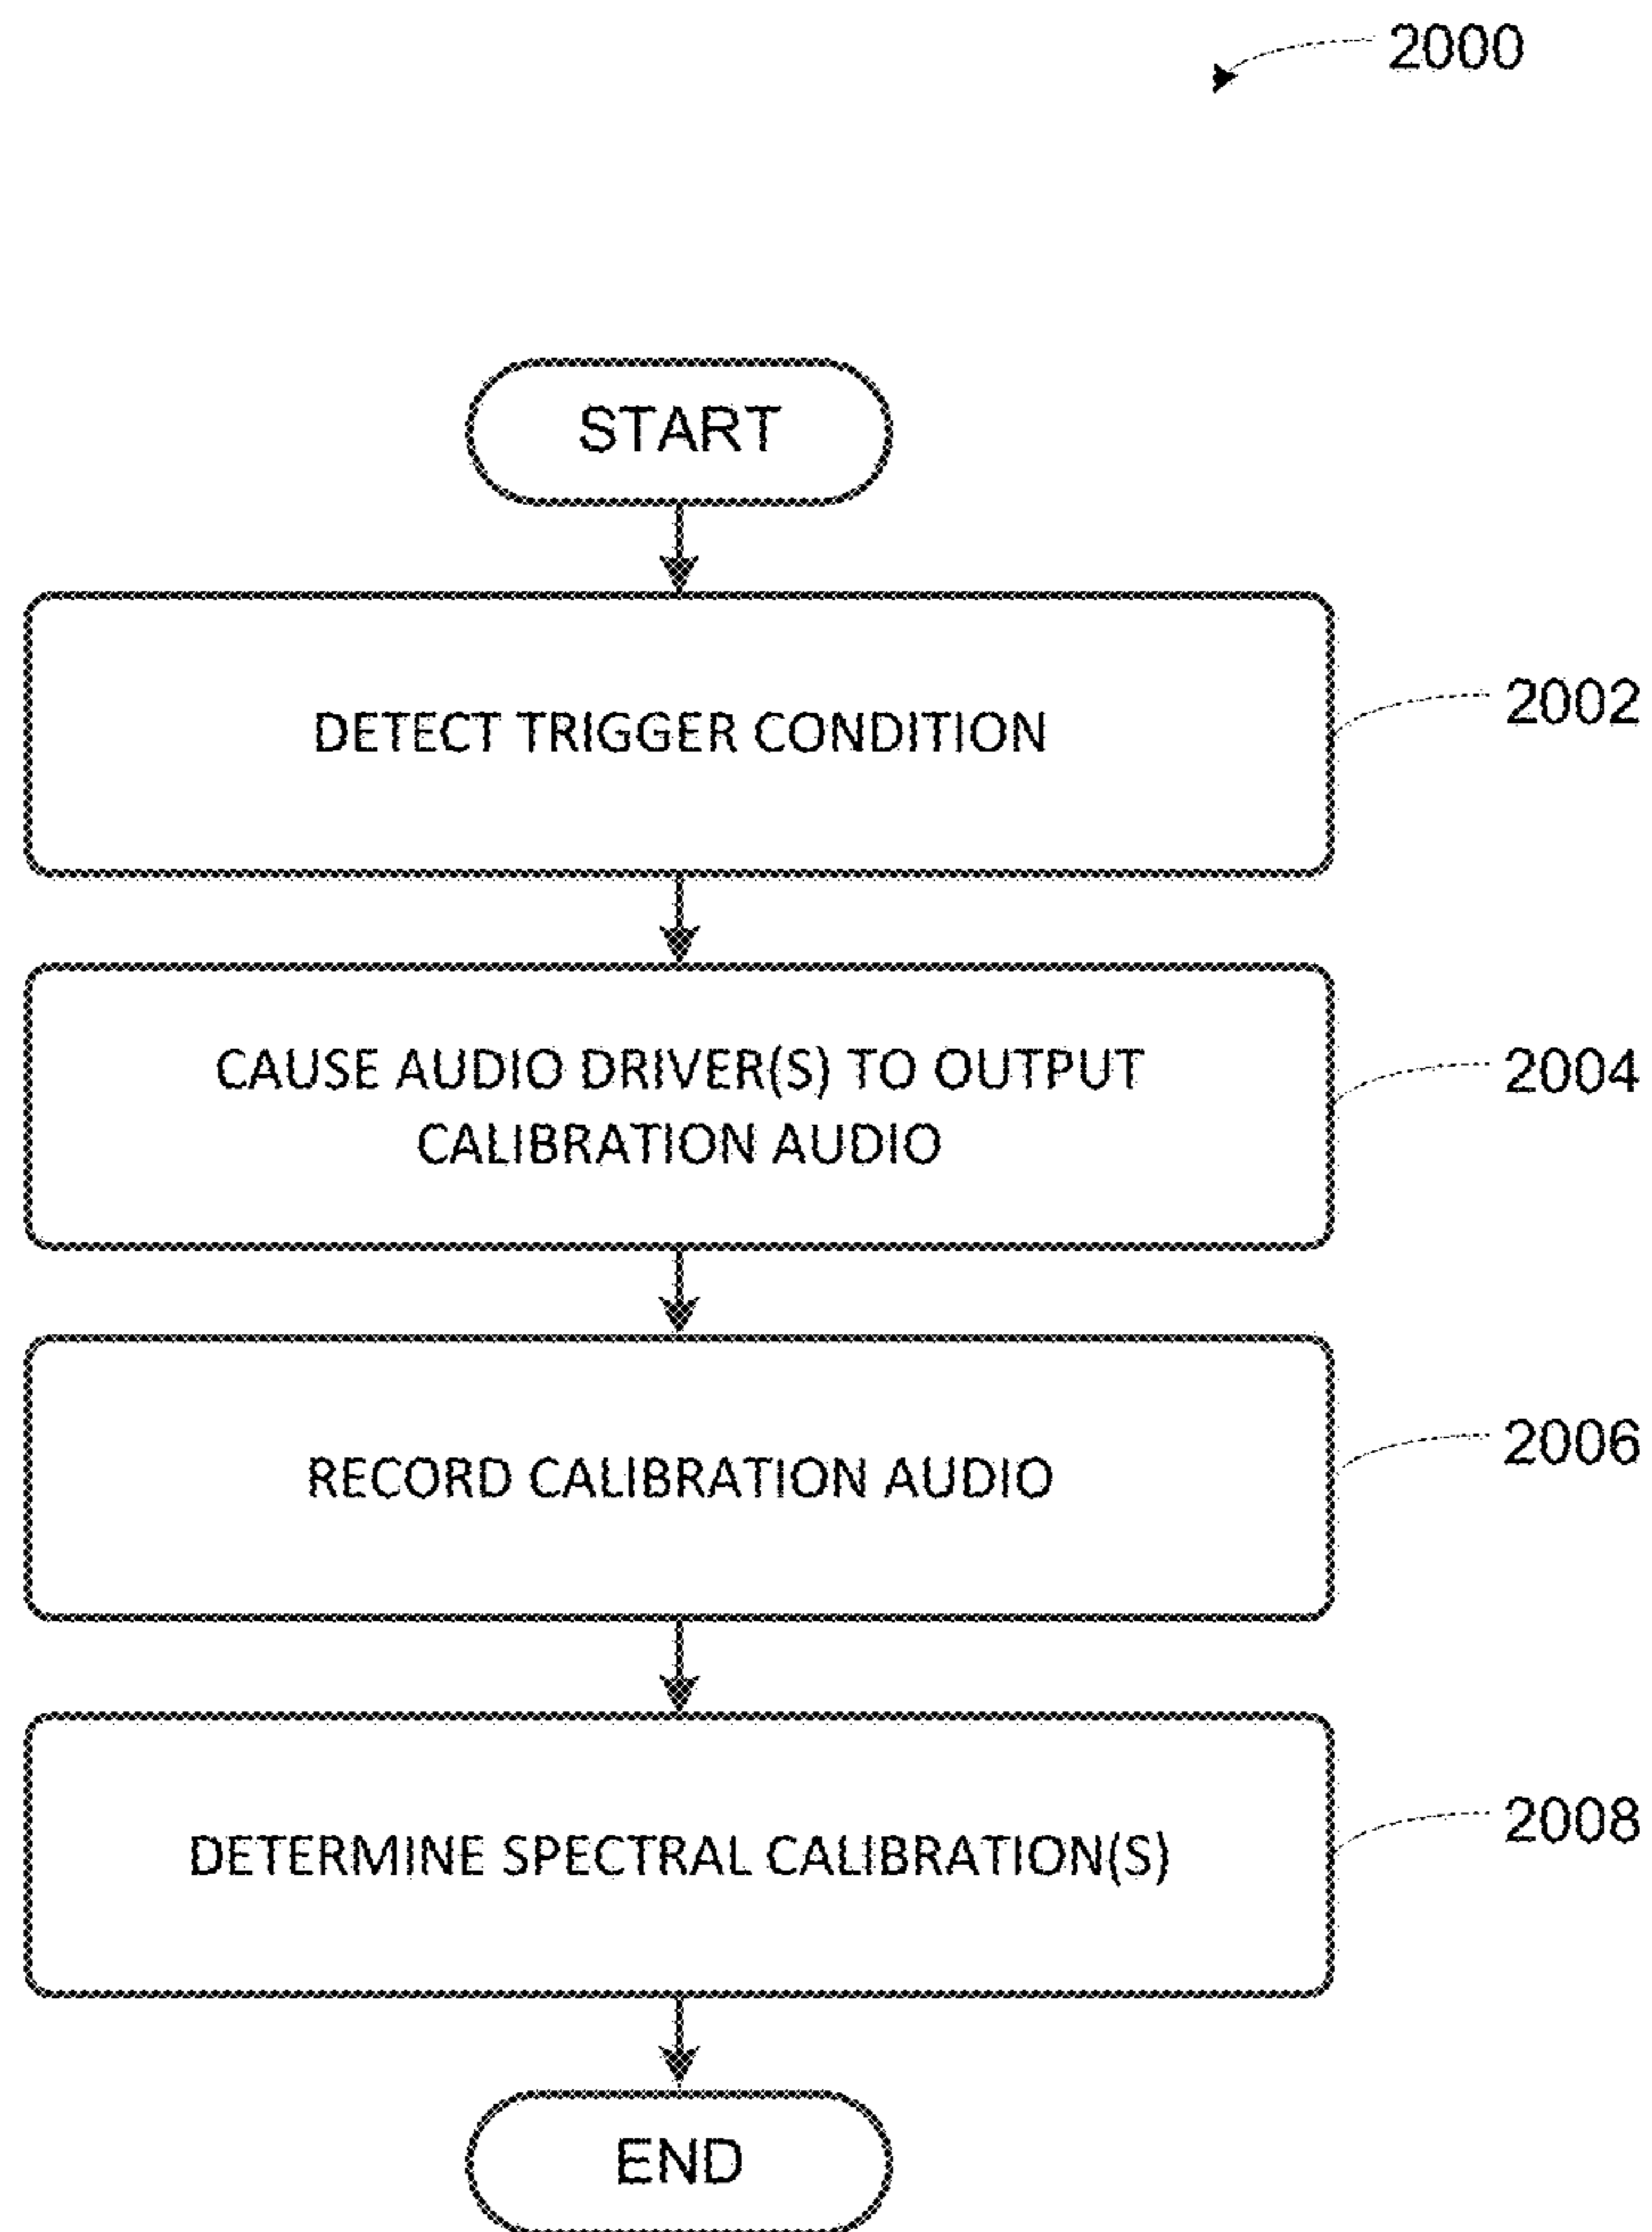 2000
START
DETECT TRIGGER CONDITION
2002
CAUSE AUDIO DRIVER(S) TO OUTPUT
CALIBRATION AUDIO
2004
RECORD CALIBRATION AUDIO
2006
DETERMINE SPECTRAL CALIBRATION(S)
2008
END